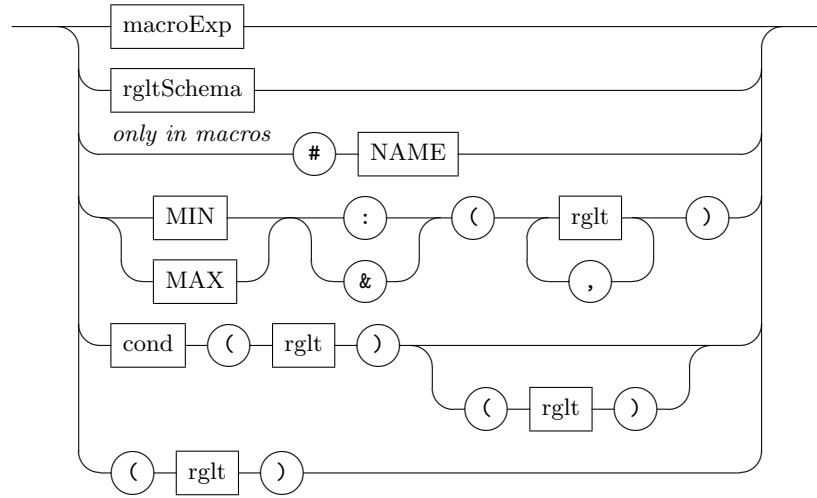 macroExp
rgltSchema
only in macros
# NAME
MIN : ( rglt )
MAX & ,
cond ( rglt )
( rglt )
( rglt )